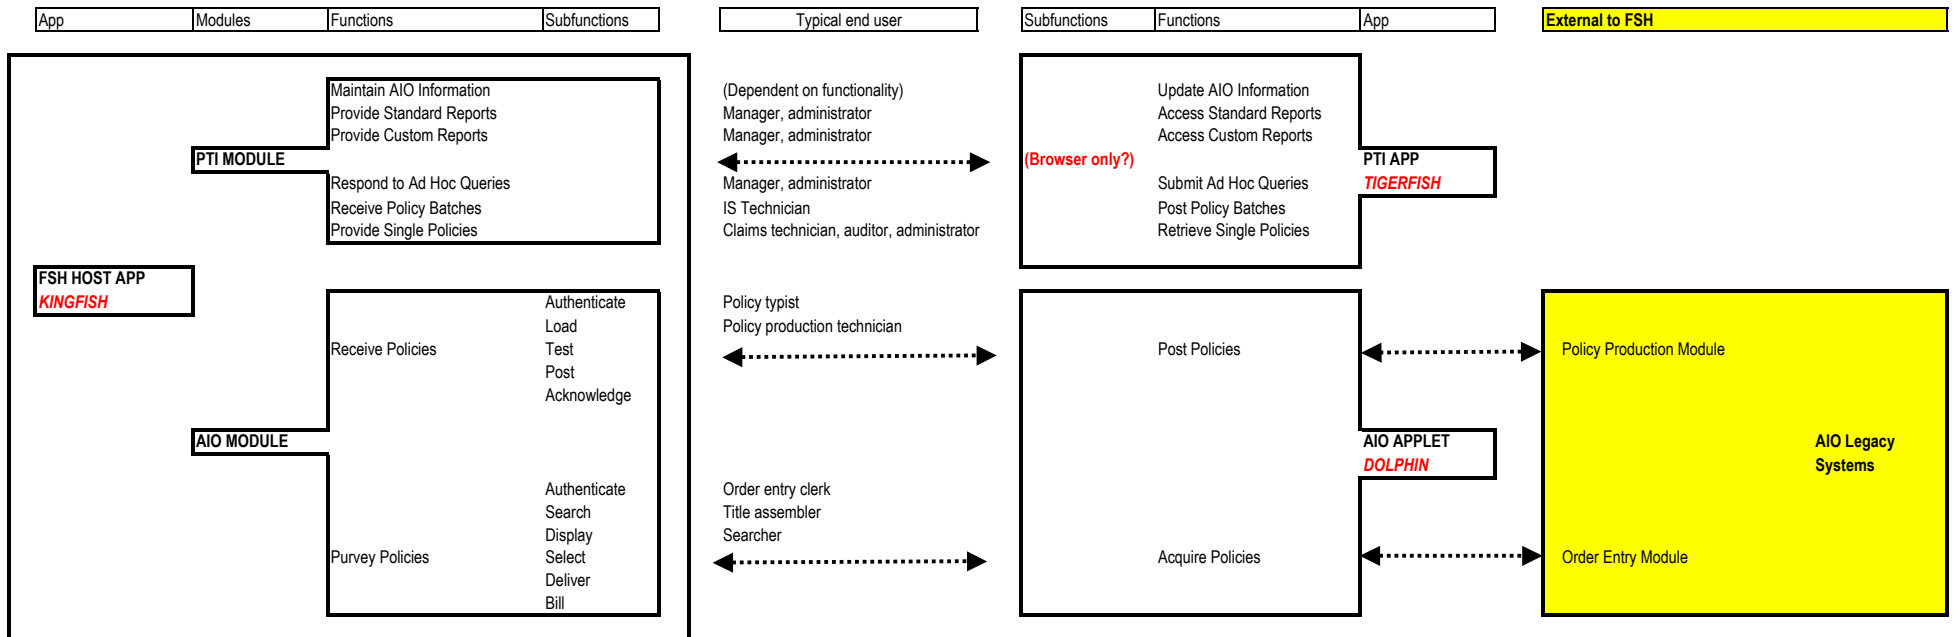 App Modules Functions Subfunctions Typical end user Subfunctions Functions App External to FSH
Maintain AIO Information (Dependent on functionality) Update AIO Information
Provide Standard Reports Manager, administrator Access Standard Reports
Provide Custom Reports Manager, administrator Access Custom Reports
PTI MODULE (Browser only?) PTI APP
Respond to Ad Hoc Queries Manager, administrator Submit Ad Hoc Queries TIGERFISH
Receive Policy Batches IS Technician Post Policy Batches
Provide Single Policies Claims technician, auditor, administrator Retrieve Single Policies
FSH HOST APP
KINGFISH Authenticate Policy typist
Load Policy production technician
Receive Policies Test Post Policies Policy Production Module
Post
Acknowledge
AIO MODULE AIO APPLET AIO Legacy
DOLPHIN Systems
Authenticate Order entry clerk
Search Title assembler
Display Searcher
Purvey Policies Select Acquire Policies Order Entry Module
Deliver
Bill